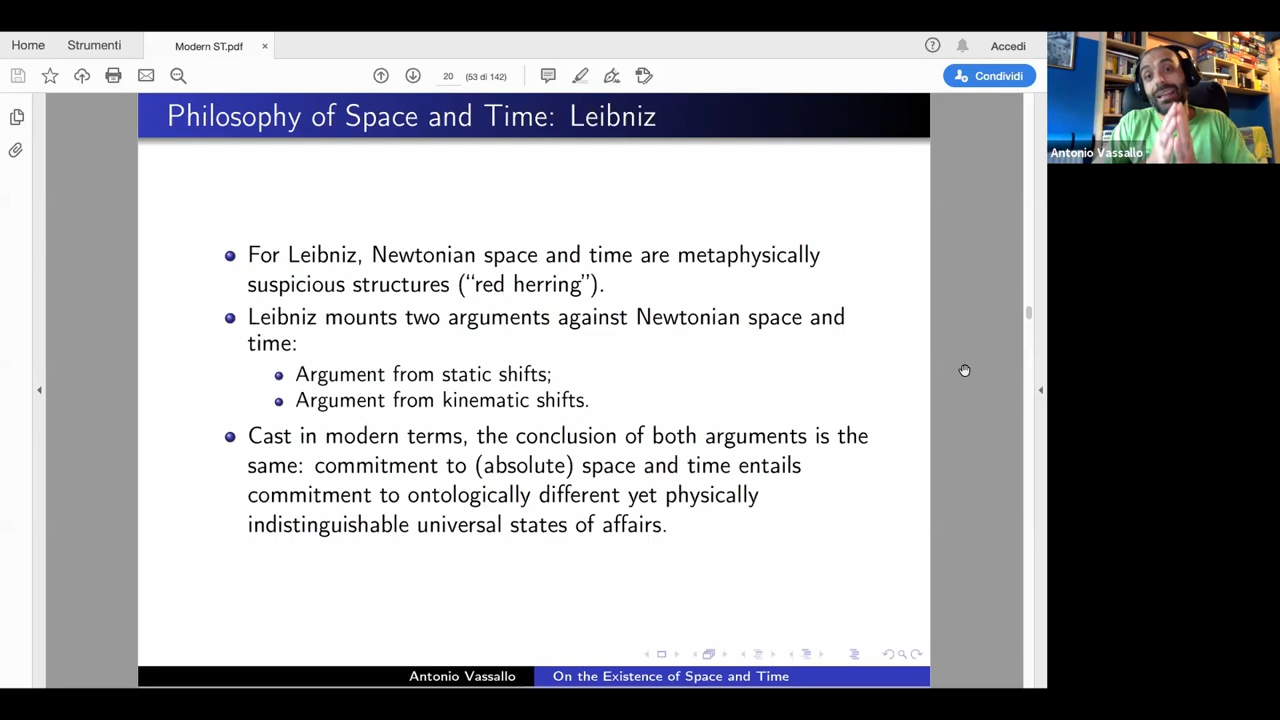 Home Strumenti Modern ST.pdf × Accedi
20 (53 di 142) Condividi
Philosophy of Space and Time: Leibniz
Antonio Vassallo
For Leibniz, Newtonian space and time are metaphysically
suspicious structures (“red herring”).
Leibniz mounts two arguments against Newtonian space and
time:
Argument from static shifts;
Argument from kinematic shifts.
Cast in modern terms, the conclusion of both arguments is the
same: commitment to (absolute) space and time entails
commitment to ontologically different yet physically
indistinguishable universal states of affairs.
Antonio Vassallo On the Existence of Space and Time